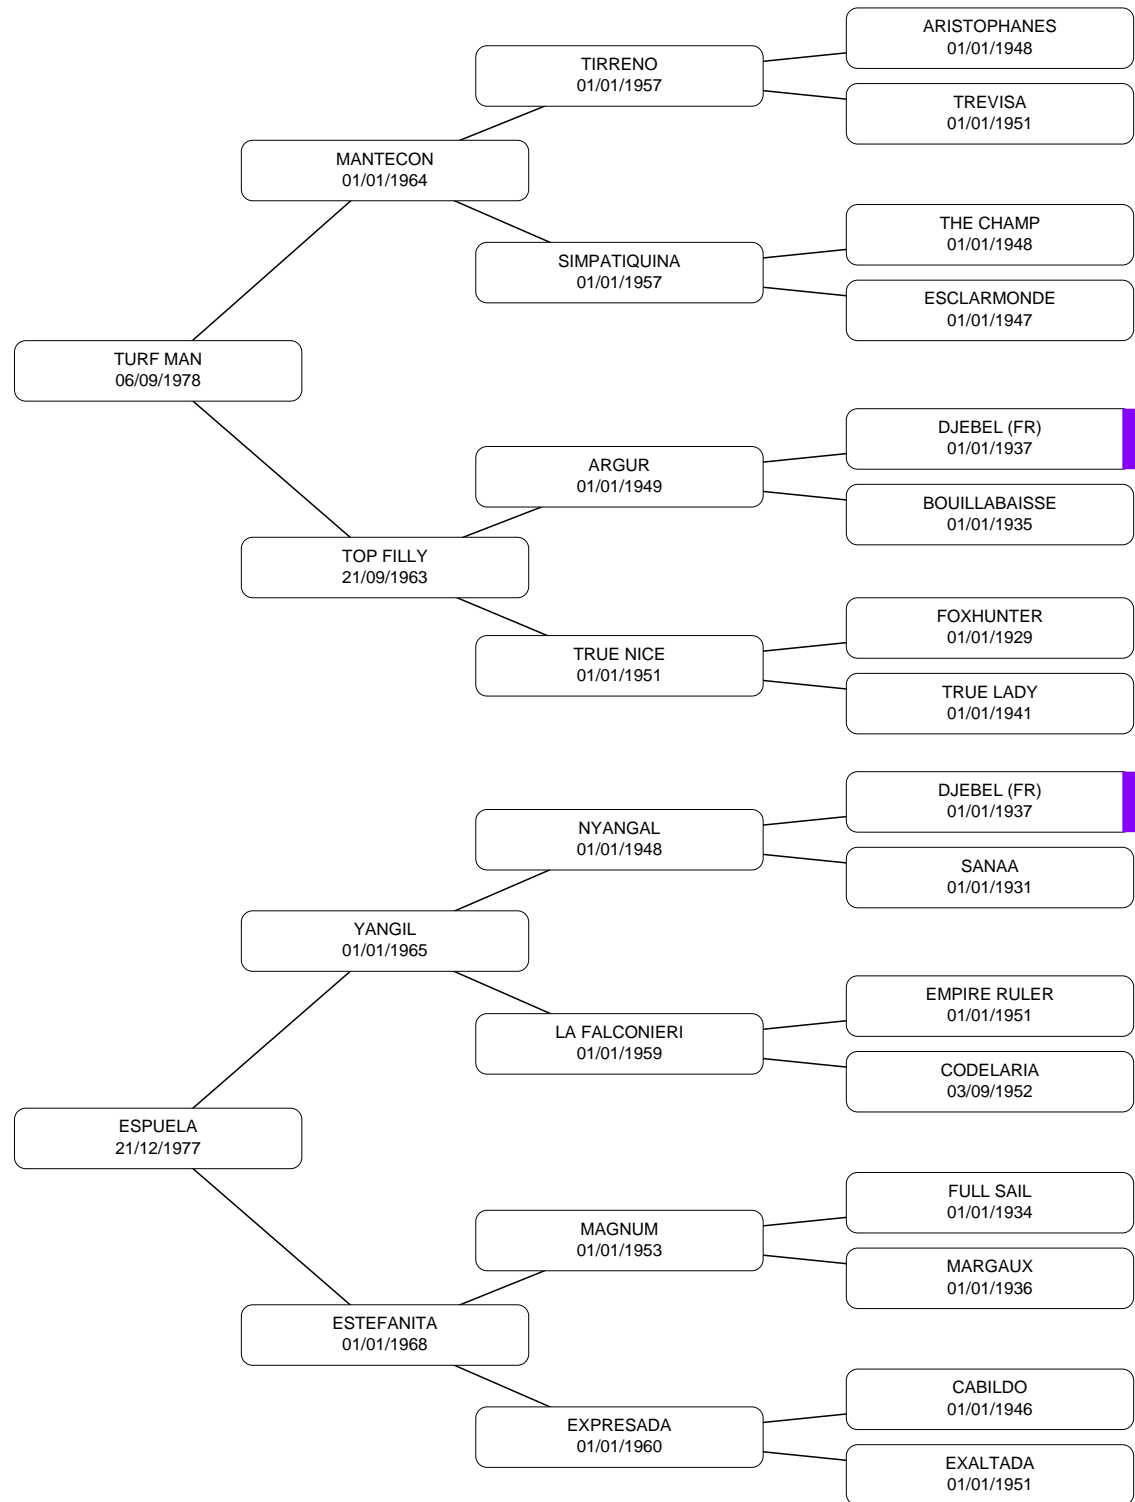 ARISTOPHANES
01/01/1948
TIRRENO
01/01/1957
TREVISA
01/01/1951
MANTECON
01/01/1964
THE CHAMP
01/01/1948
SIMPATIQUINA
01/01/1957
ESCLARMONDE
01/01/1947
TURF MAN
06/09/1978
DJEBEL (FR)
01/01/1937
ARGUR
01/01/1949
BOUILLABAISSE
01/01/1935
TOP FILLY
21/09/1963
FOXHUNTER
01/01/1929
TRUE NICE
01/01/1951
TRUE LADY
01/01/1941
DJEBEL (FR)
01/01/1937
NYANGAL
01/01/1948
SANAA
01/01/1931
YANGIL
01/01/1965
EMPIRE RULER
01/01/1951
LA FALCONIERI
01/01/1959
CODELARIA
03/09/1952
ESPUELA
21/12/1977
FULL SAIL
01/01/1934
MAGNUM
01/01/1953
MARGAUX
01/01/1936
ESTEFANITA
01/01/1968
CABILDO
01/01/1946
EXPRESADA
01/01/1960
EXALTADA
01/01/1951